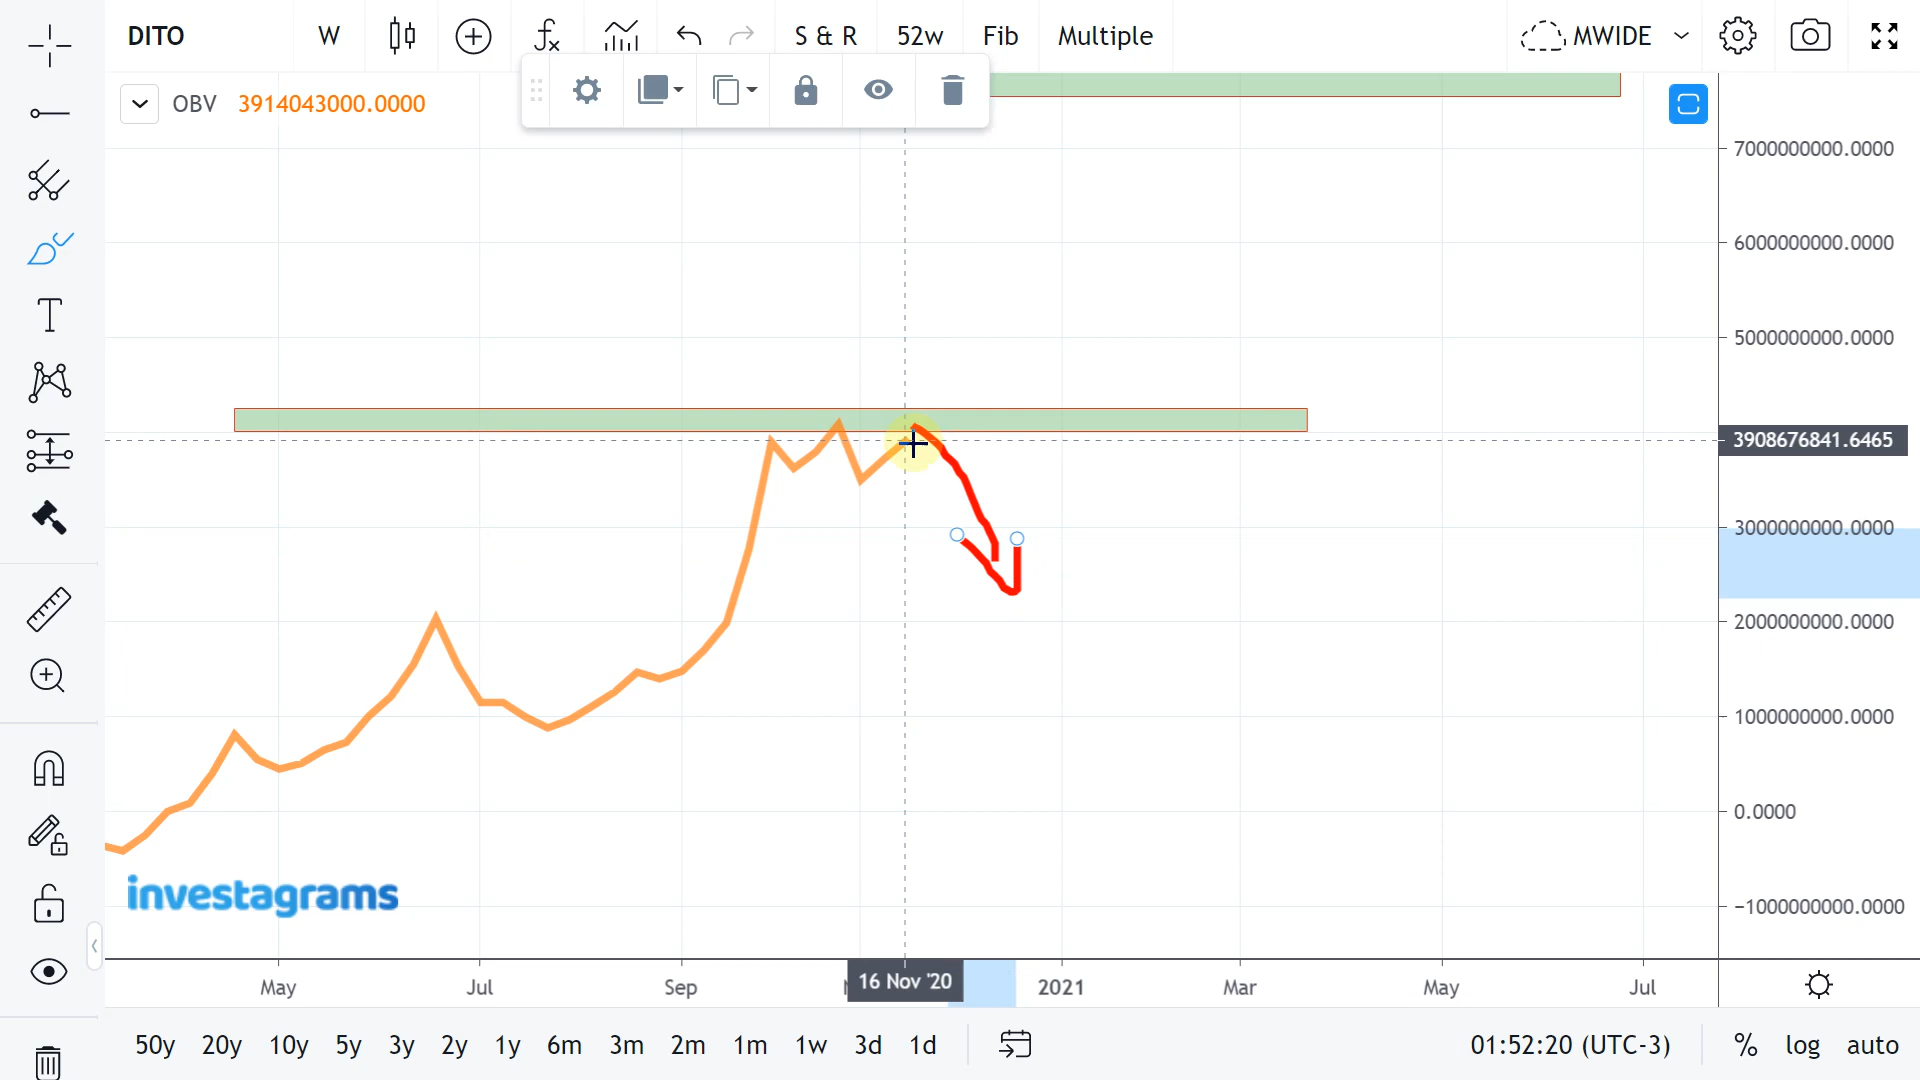 DITO W S & R 52w Fib Multiple MWIDE
OBV 3914043000.0000
7000000000.0000
6000000000.0000
5000000000.0000
3908676841.6465
3000000000.0000
2000000000.0000
1000000000.0000
0.0000
−1000000000.0000
investagrams
May Jul Sep 16 Nov '20 2021 Mar May Jul
50y 20y 10y 5y 3y 2y 1y 6m 3m 2m 1m 1w 3d 1d 01:52:20 (UTC-3) % log auto